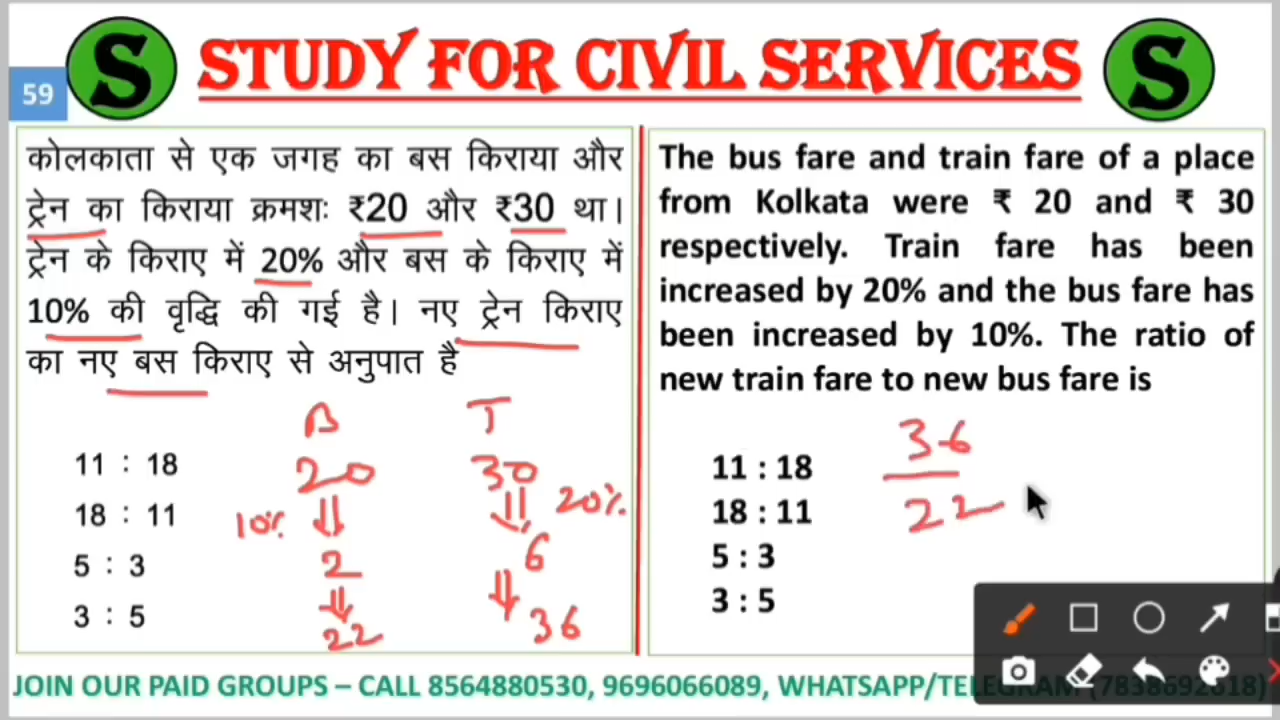 STUDY FOR CIVIL SERVICES
S
S
59
कोलकाता से एक जगह का बस किराया और
ट्रेन का किराया क्रमशः ₹20 और ₹30 था।
ट्रेन के किराए में 20% और बस के किराए में
10% की वृद्धि की गई है। नए ट्रेन किराए
का नए बस किराए से अनुपात है
11 : 18
18 : 11
5 : 3
3 : 5
B T
20 30
10% 20%
2 6
22 36
The bus fare and train fare of a place
from Kolkata were ₹ 20 and ₹ 30
respectively. Train fare has been
increased by 20% and the bus fare has
been increased by 10%. The ratio of
new train fare to new bus fare is
11 : 18
18 : 11
5 : 3
3 : 5
36
22
JOIN OUR PAID GROUPS – CALL 8564880530, 9696066089, WHATSAPP/TELEGRAM